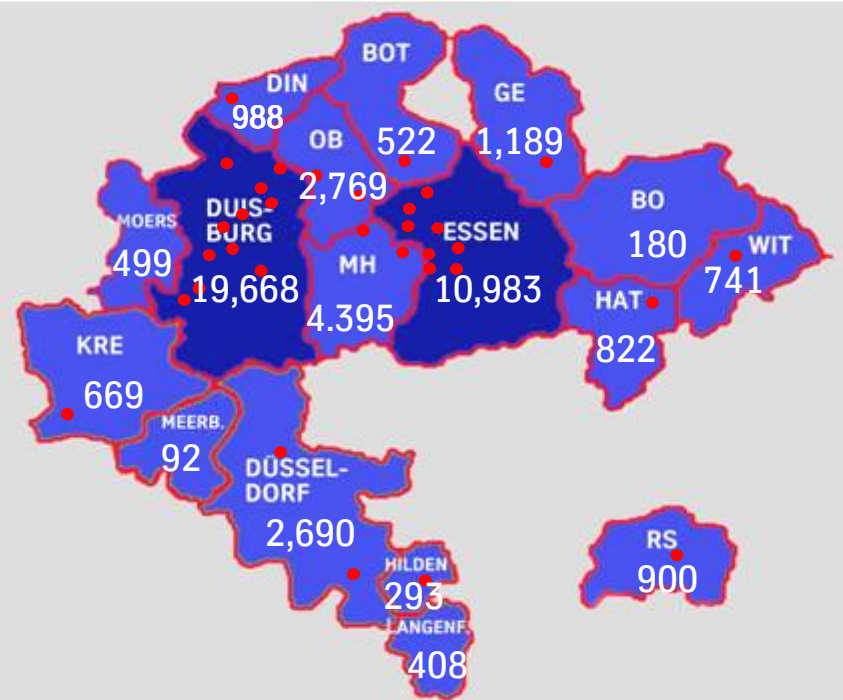 BOT
522
DIN
988
GE
1,189
OB
2,769
MOERS
499
DUIS-
BURG
19,668
MH
4.395
ESSEN
10,983
BO
180
WIT
741
HAT
822
KRE
669
MEERB.
92
DÜSSEL-
DORF
2,690
HILDEN
293
LANGENF.
408
RS
900